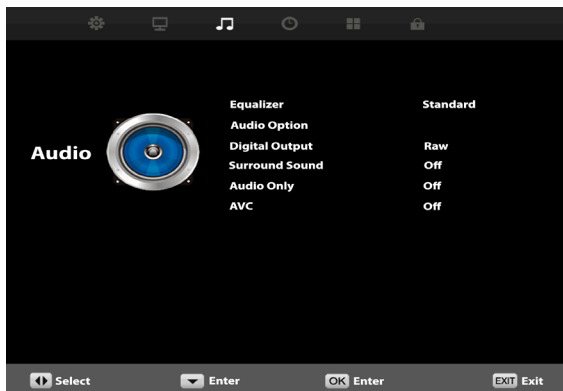 Audio
Equalizer Standard
Audio Option
Digital Output Raw
Surround Sound Off
Audio Only Off
AVC Off
Select Enter OK Enter EXIT Exit